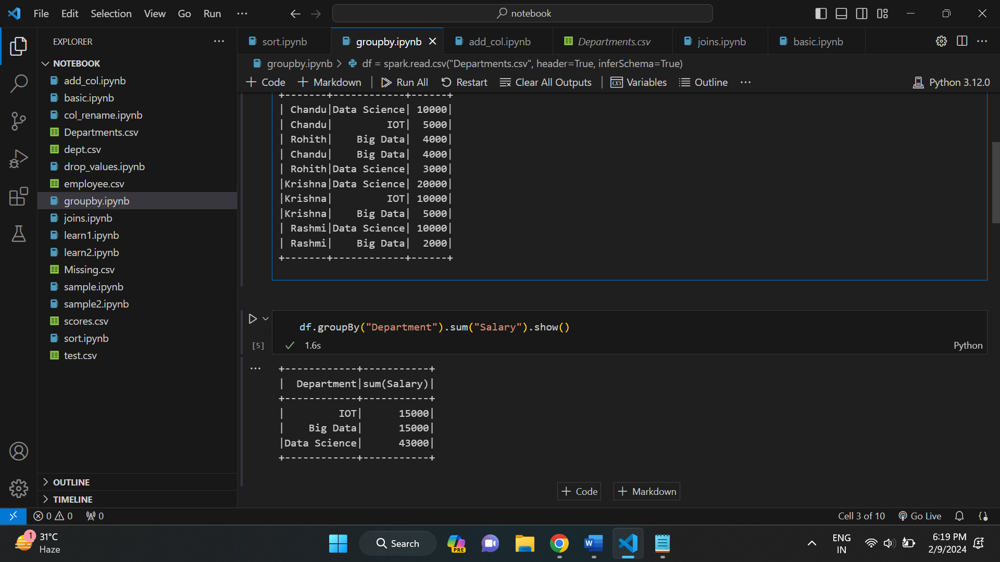 File Edit Selection View Go Run ··· notebook
EXPLORER ···
sort.ipynb groupby.ipynb add_col.ipynb Departments.csv joins.ipynb basic.ipynb ···
NOTEBOOK
groupby.ipynb > df = spark.read.csv("Departments.csv", header=True, inferSchema=True)
+ Code + Markdown | Run All Restart Clear All Outputs | Variables Outline ··· Python 3.12.0
add_col.ipynb
basic.ipynb
col_rename.ipynb
Departments.csv
dept.csv
drop_values.ipynb
employee.csv
groupby.ipynb
joins.ipynb
learn1.ipynb
learn2.ipynb
Missing.csv
sample.ipynb
sample2.ipynb
scores.csv
sort.ipynb
test.csv
OUTLINE
TIMELINE
+-------+------------+------+
| Chandu|Data Science| 10000|
| Chandu|         IOT|  5000|
| Rohith|    Big Data|  4000|
| Chandu|    Big Data|  4000|
| Rohith|Data Science|  3000|
|Krishna|Data Science| 20000|
|Krishna|         IOT| 10000|
|Krishna|    Big Data|  5000|
| Rashmi|Data Science| 10000|
| Rashmi|    Big Data|  2000|
+-------+------------+------+
df.groupBy("Department").sum("Salary").show()
[5] 1.6s Python
··· +------------+-----------+
|  Department|sum(Salary)|
+------------+-----------+
|         IOT|      15000|
|    Big Data|      15000|
|Data Science|      43000|
+------------+-----------+
+ Code + Markdown
0 0 0 Cell 3 of 10 Go Live
1 31°C
Haze
Search
PRE
W
ENG
IN
6:19 PM
2/9/2024